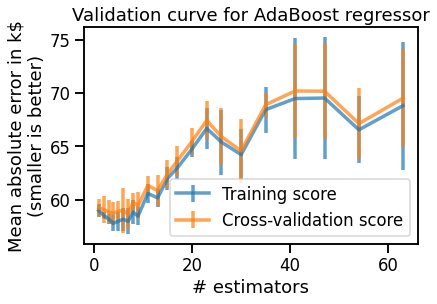 Validation curve for AdaBoost regressor
Mean absolute error in k$
(smaller is better)
75
70
65
60
Training score
Cross-validation score
0
20
40
60
# estimators